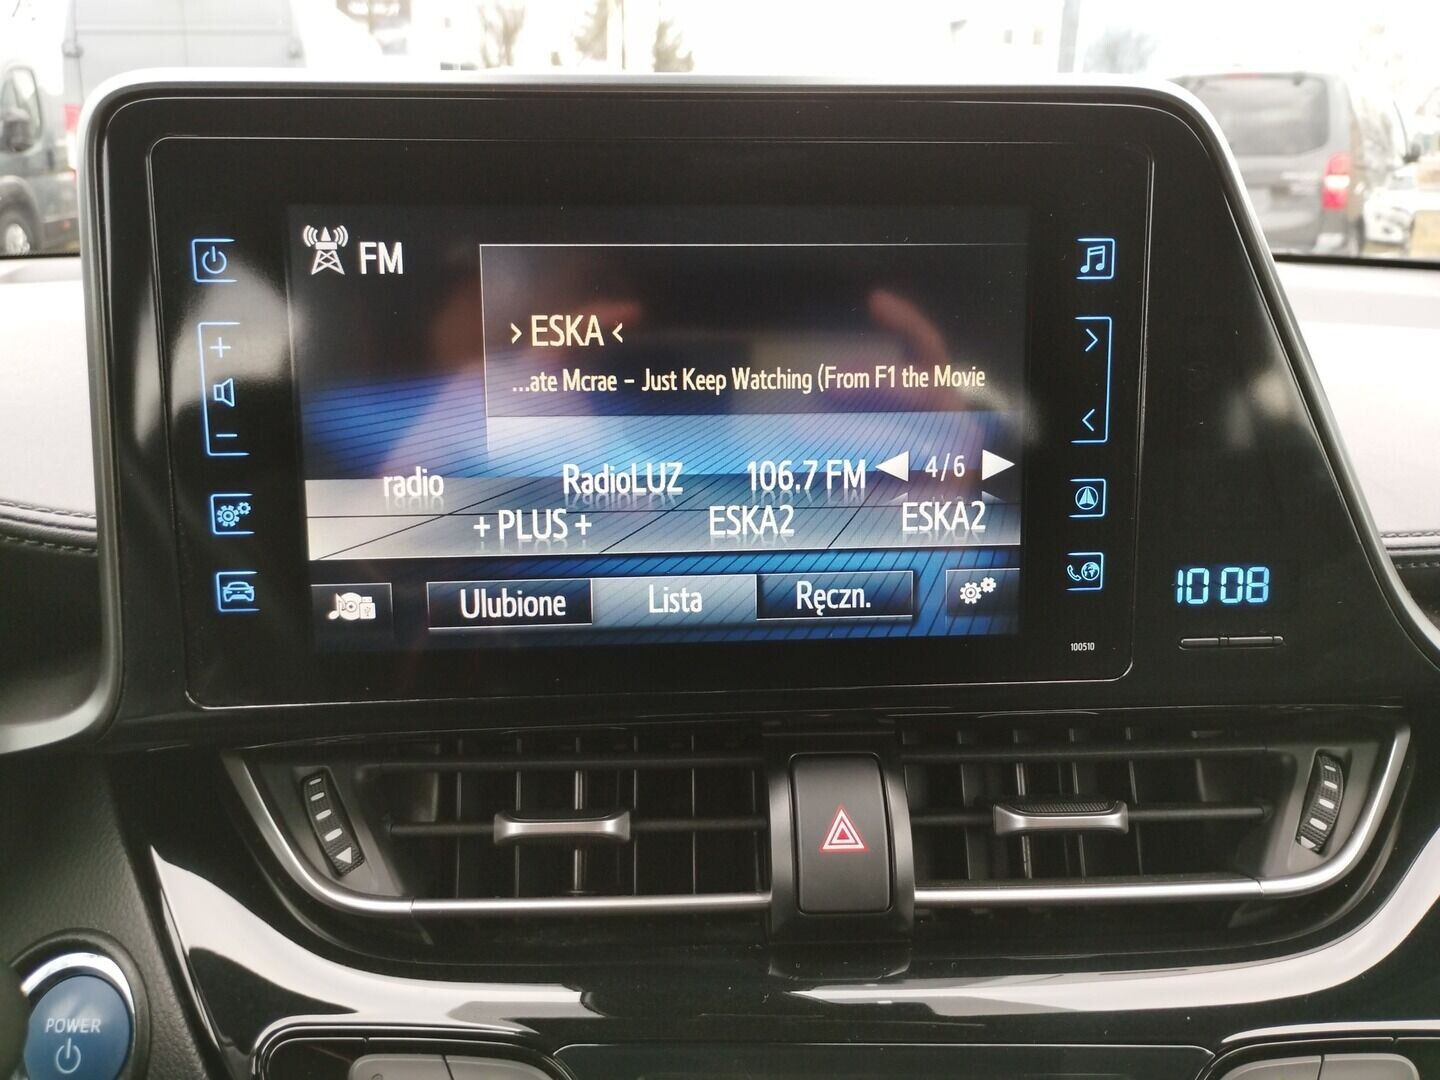 FM
> ESKA <
...ate Mcrae – Just Keep Watching (From F1 the Movie
radio RadioLUZ 106.7 FM 4/6
+ PLUS + ESKA2 ESKA2
Ulubione Lista Ręczn.
10 08
100510
POWER